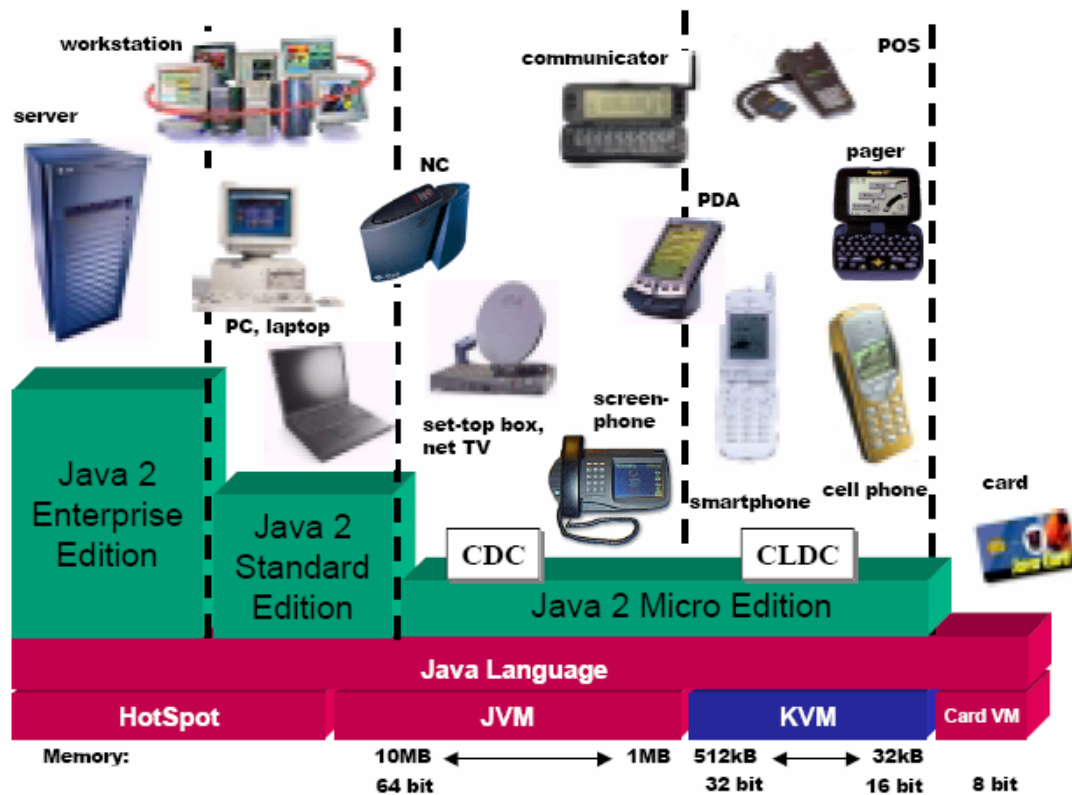 workstation
server
communicator
POS
NC
pager
PDA
PC, laptop
set-top box,
net TV
screen-
phone
smartphone
cell phone
card
Java 2
Enterprise
Edition
Java 2
Standard
Edition
CDC
CLDC
Java 2 Micro Edition
Java Language
HotSpot
JVM
KVM
Card VM
Memory:
10MB
1MB
512kB
32kB
64 bit
32 bit
16 bit
8 bit